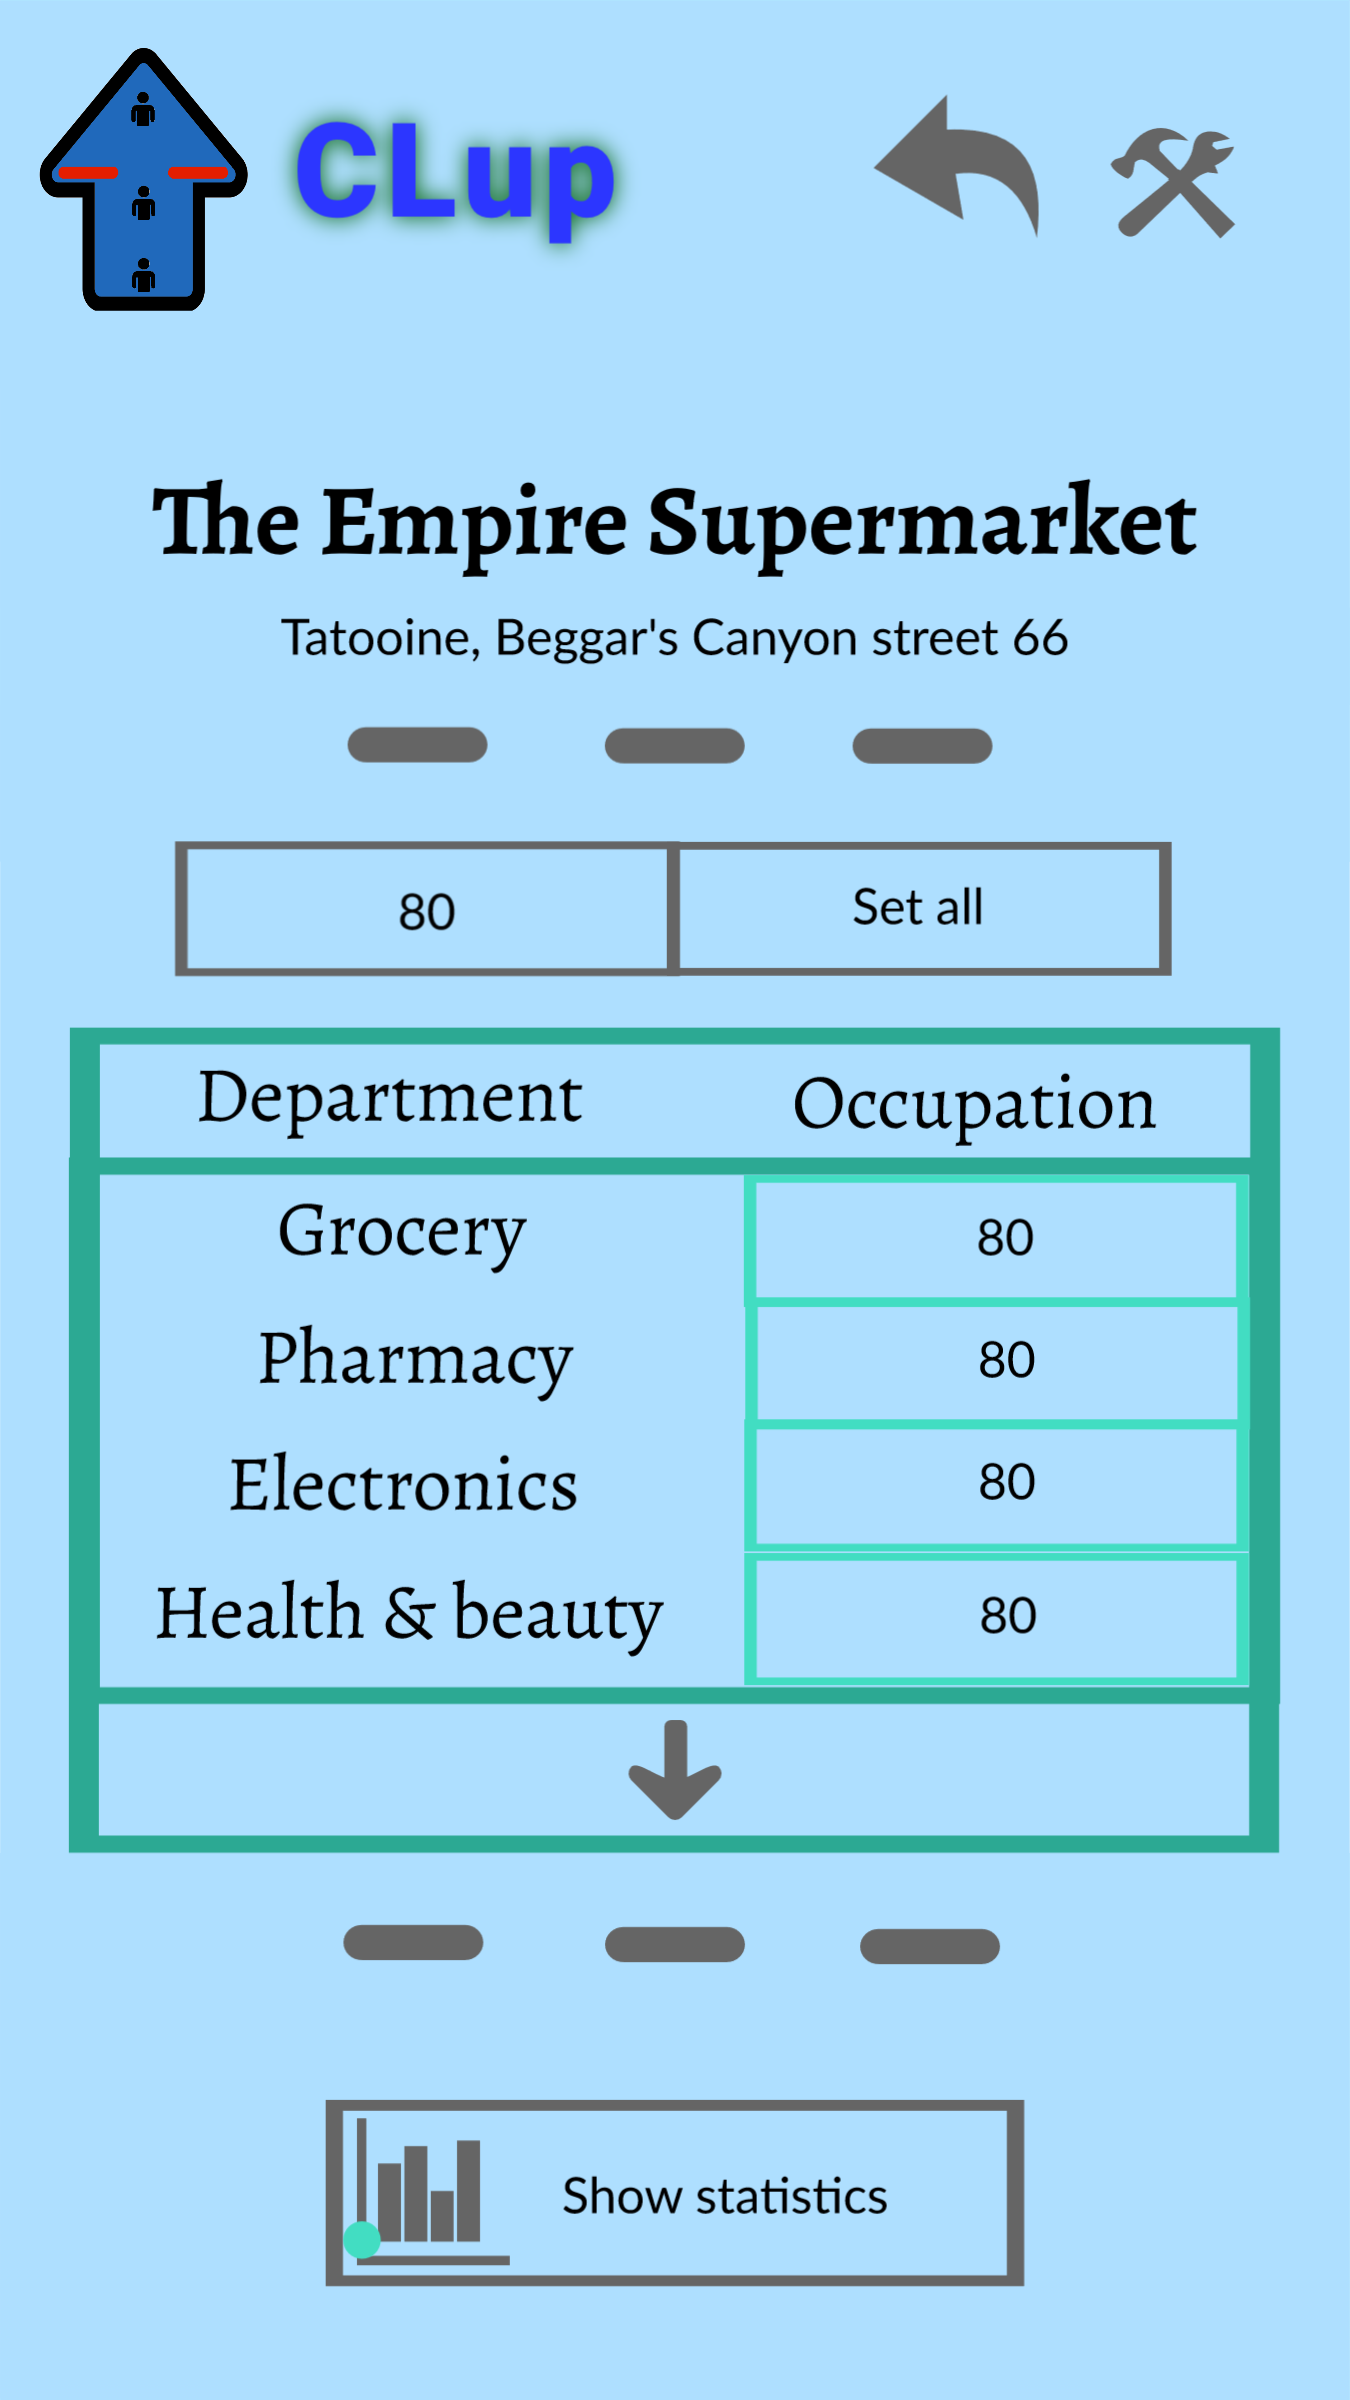 CLup
The Empire Supermarket
Tatooine, Beggar's Canyon street 66
80 Set all
Department Occupation
Grocery 80
Pharmacy 80
Electronics 80
Health & beauty 80
Show statistics